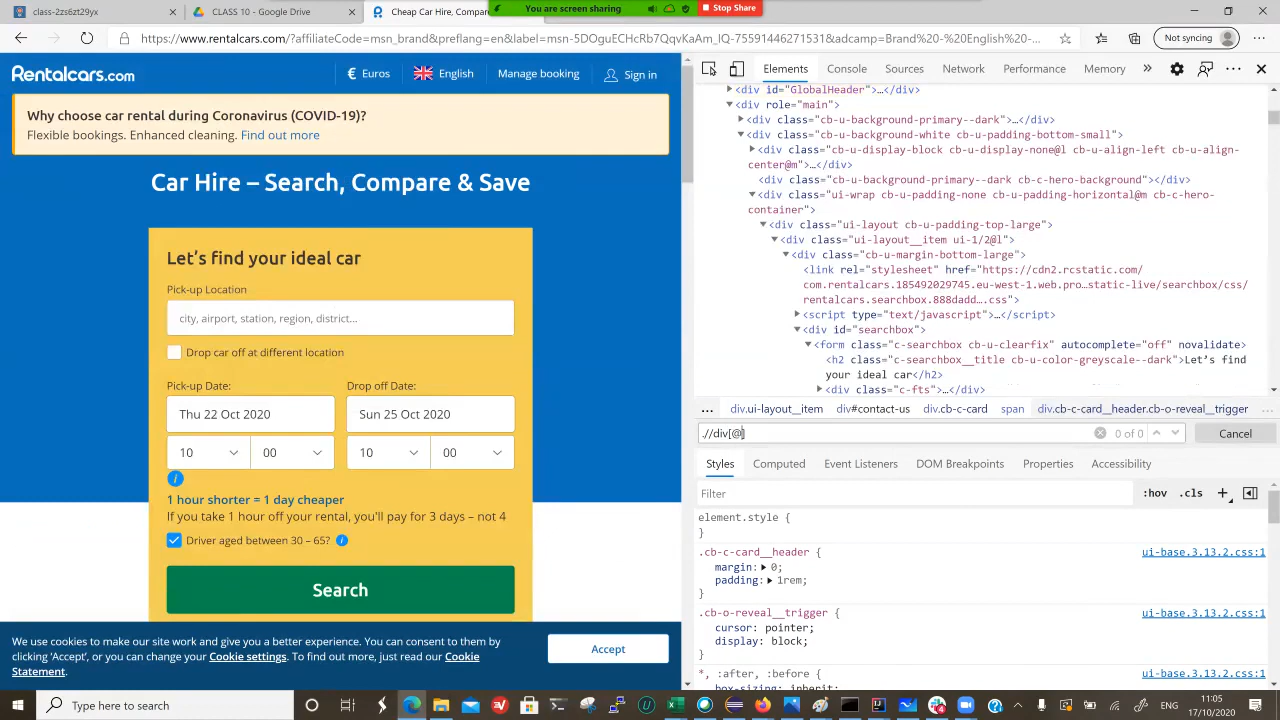 class-2zs6zt29yx
CLASS 10 - Google Drive
Cheap Car Hire, Compar
You are screen sharing
Stop Share
https://www.rentalcars.com/?affiliateCode=msn_brand&preflang=en&label=msn-5DOguECHcRb7QqvKaAm_IQ-75591446271531&adcamp=Brand%20-%20English%20-...
Not syncing
Rentalcars.com
€ Euros
English
Manage booking
Sign in
Why choose car rental during Coronavirus (COVID-19)?
Flexible bookings. Enhanced cleaning. Find out more
Car Hire – Search, Compare & Save
Let's find your ideal car
Pick-up Location
city, airport, station, region, district...
Drop car off at different location
Pick-up Date:
Drop off Date:
Thu 22 Oct 2020
Sun 25 Oct 2020
10
00
10
00
1 hour shorter = 1 day cheaper
If you take 1 hour off your rental, you'll pay for 3 days – not 4
Driver aged between 30 – 65?
Search
We use cookies to make our site work and give you a better experience. You can consent to them by
clicking 'Accept', or you can change your Cookie settings. To find out more, just read our Cookie
Statement.
Accept
Elements
Console
Sources
Network
Performance
Memory
<div id="GlobalHeader">…</div>
<div role="main">
<div class="cb-u-background-primary--dark">…</div>
<div class="cb-u-background-white cb-u-padding-bottom-small">
<div class="cb-u-display-block cb-u-display-none@l cb-u-align-left cb-u-align-
center@m">…</div>
<div class="cb-u-background-primary--dark cb-c-hero-background"></div>
<div class="ui-wrap cb-u-padding-none cb-u-padding-horizontal@m cb-c-hero-
container">
<div class="ui-layout cb-u-padding-top-large">
<div class="ui-layout__item ui-1/2@l">
<div class="cb-u-margin-bottom-large">
<link rel="stylesheet" href="https://cdn2.rcstatic.com/
com.rentalcars.185492029745.eu-west-1.web.pro…static-live/searchbox/css/
rentalcars.searchbox.888dadd….css">
<script type="text/javascript">…</script>
<div id="searchbox">
<form class="c-searchbox cb-u-clearfix" autocomplete="off" novalidate>
<h2 class="c-searchbox__title cb-u-color-greyscale--dark">Let's find
your ideal car</h2>
<div class="c-fts">…</div>
... div.ui-layout__item div#contact-us div.cb-c-card span div.cb-c-card__header.cb-o-reveal__trigger ...
.//div[@]
0 of 0
Cancel
Styles
Computed
Event Listeners
DOM Breakpoints
Properties
Accessibility
Filter
:hov
.cls
element.style {
}
.cb-c-card__header {
ui-base.3.13.2.css:1
margin: 0;
padding: 1rem;
}
.cb-o-reveal__trigger {
ui-base.3.13.2.css:1
cursor: pointer;
display: block;
}
*, :after, :before {
ui-base.3.13.2.css:1
box-sizing: inherit;
Type here to search
ENG
11:05
17/10/2020